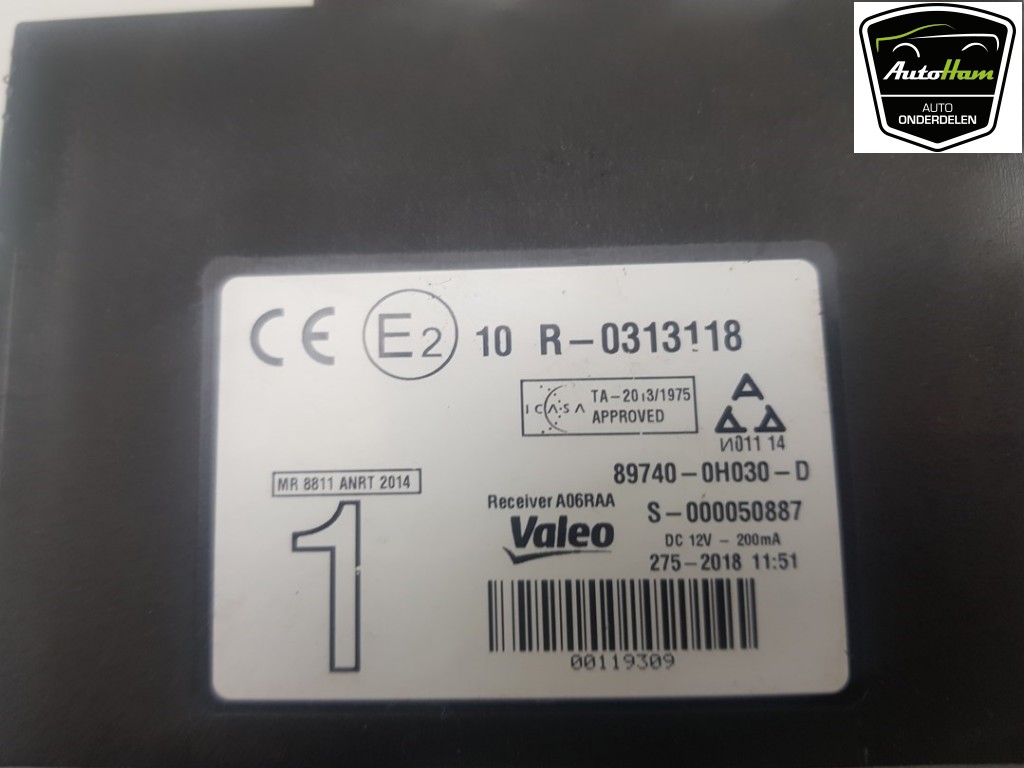 AutoHam
AUTO
ONDERDELEN
CE E2 10 R-0313118
ICASA TA-2013/1975
APPROVED
A
И011 14
89740-0H030-D
MR 8811 ANRT 2014
1
Receiver A06RAA
Valeo
S-000050887
DC 12V - 200mA
275-2018 11:51
00119309